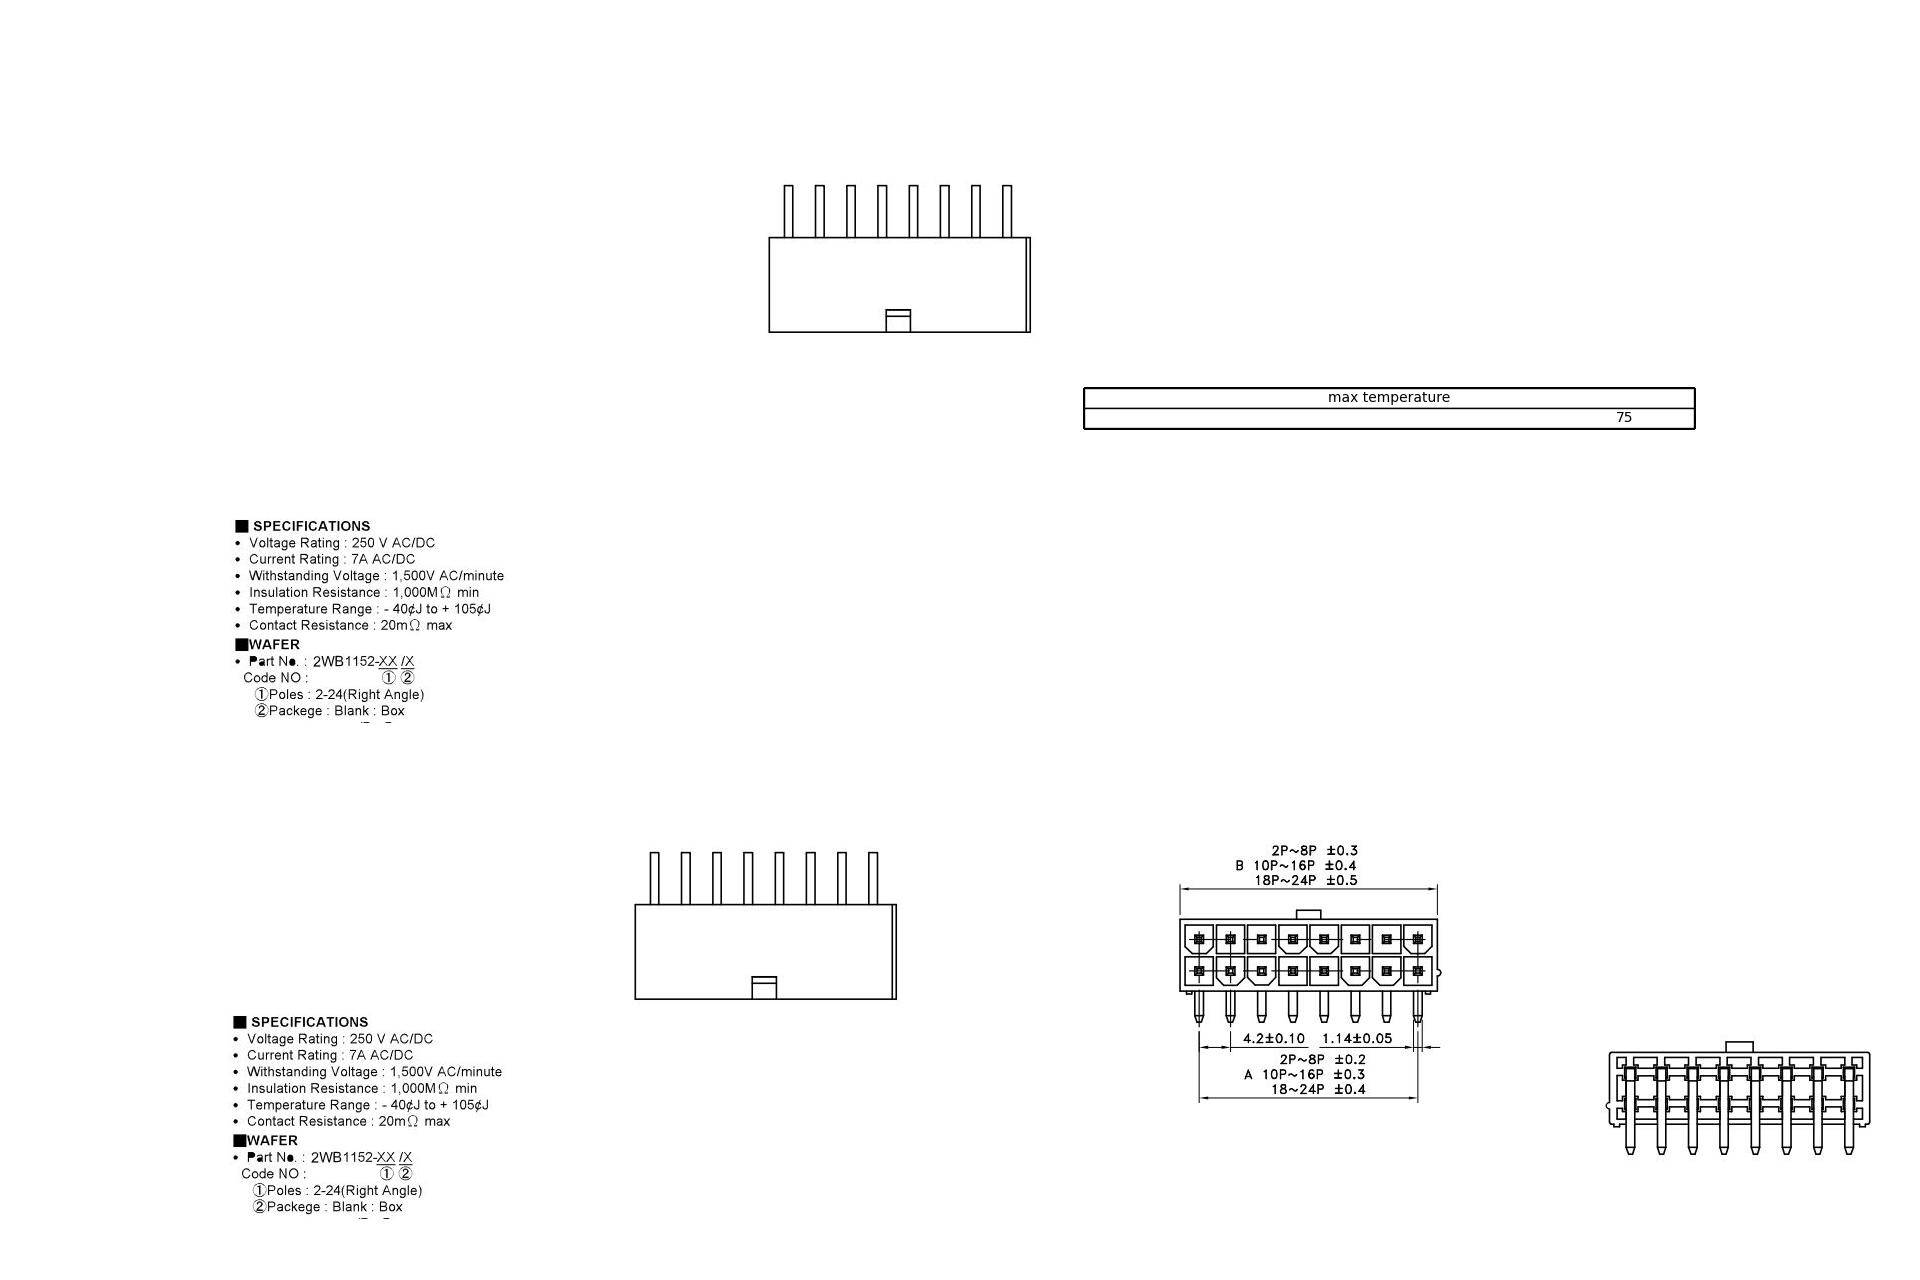 max temperature
75
■ SPECIFICATIONS
• Voltage Rating : 250 V AC/DC
• Current Rating : 7A AC/DC
• Withstanding Voltage : 1,500V AC/minute
• Insulation Resistance : 1,000MΩ min
• Temperature Range : - 40¢J to + 105¢J
• Contact Resistance : 20mΩ max
■WAFER
• Part No. : 2WB1152-XX /X
Code NO : ① ②
①Poles : 2-24(Right Angle)
②Packege : Blank : Box
2P~8P ±0.3
B 10P~16P ±0.4
18P~24P ±0.5
4.2±0.10 1.14±0.05
2P~8P ±0.2
A 10P~16P ±0.3
18~24P ±0.4
■ SPECIFICATIONS
• Voltage Rating : 250 V AC/DC
• Current Rating : 7A AC/DC
• Withstanding Voltage : 1,500V AC/minute
• Insulation Resistance : 1,000MΩ min
• Temperature Range : - 40¢J to + 105¢J
• Contact Resistance : 20mΩ max
■WAFER
• Part No. : 2WB1152-XX /X
Code NO : ① ②
①Poles : 2-24(Right Angle)
②Packege : Blank : Box